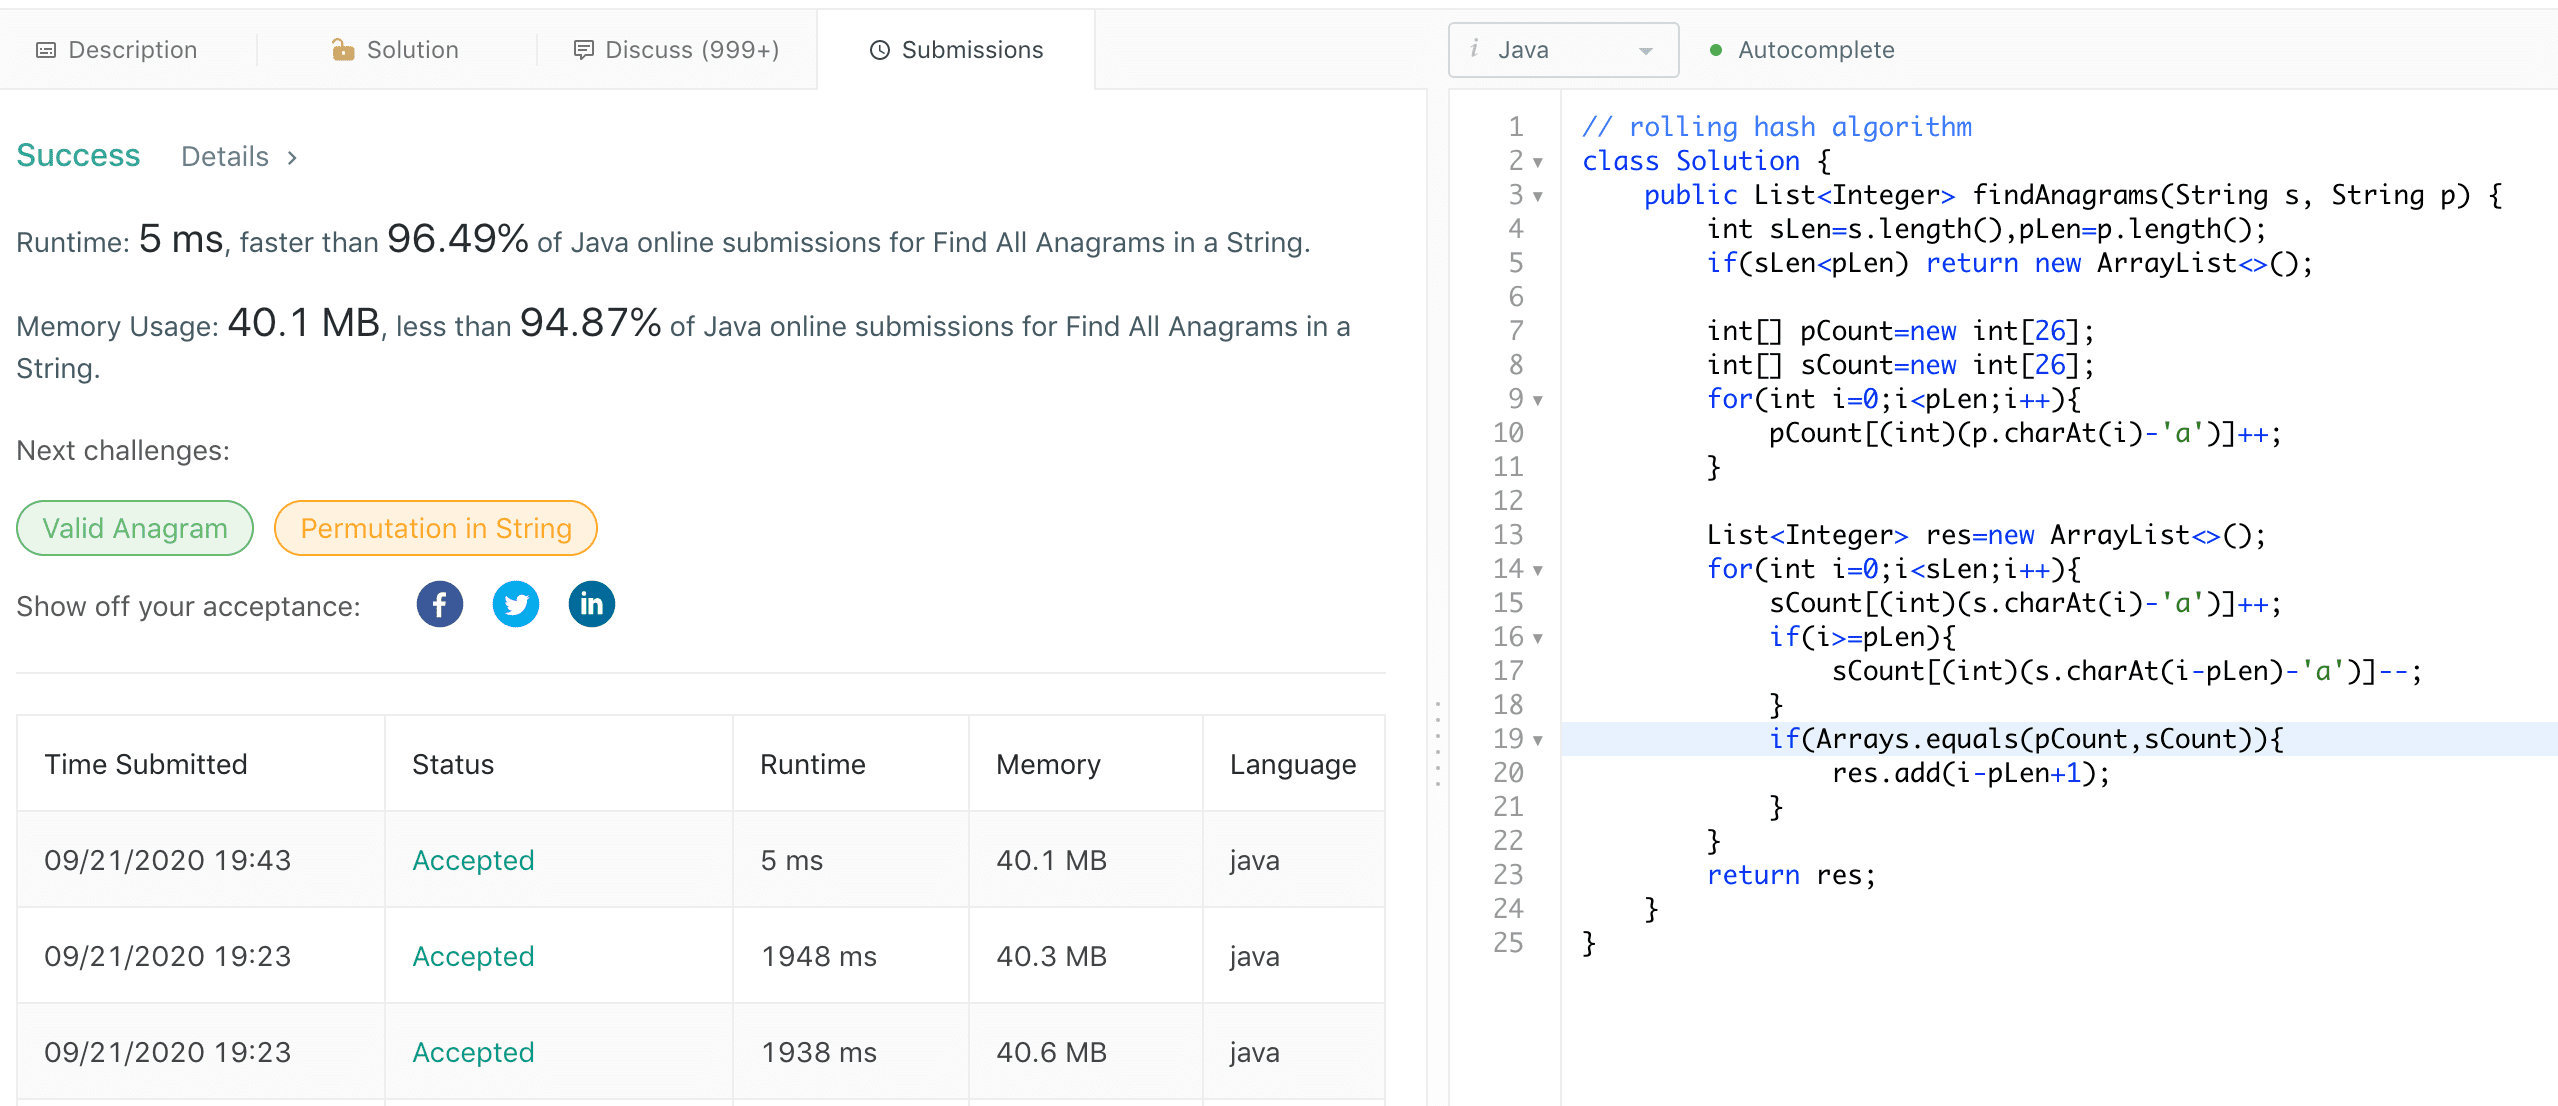 Description
Solution
Discuss (999+)
Submissions
i Java
Autocomplete
Success Details >
Runtime: 5 ms, faster than 96.49% of Java online submissions for Find All Anagrams in a String.
Memory Usage: 40.1 MB, less than 94.87% of Java online submissions for Find All Anagrams in a
String.
Next challenges:
Valid Anagram Permutation in String
Show off your acceptance: f in
Time Submitted Status Runtime Memory Language
09/21/2020 19:43 Accepted 5 ms 40.1 MB java
09/21/2020 19:23 Accepted 1948 ms 40.3 MB java
09/21/2020 19:23 Accepted 1938 ms 40.6 MB java
1 // rolling hash algorithm
2 class Solution {
3     public List<Integer> findAnagrams(String s, String p) {
4         int sLen=s.length(),pLen=p.length();
5         if(sLen<pLen) return new ArrayList<>();
6
7         int[] pCount=new int[26];
8         int[] sCount=new int[26];
9         for(int i=0;i<pLen;i++){
10             pCount[(int)(p.charAt(i)-'a')]++;
11         }
12
13         List<Integer> res=new ArrayList<>();
14         for(int i=0;i<sLen;i++){
15             sCount[(int)(s.charAt(i)-'a')]++;
16             if(i>=pLen){
17                 sCount[(int)(s.charAt(i-pLen)-'a')]--;
18             }
19             if(Arrays.equals(pCount,sCount)){
20                 res.add(i-pLen+1);
21             }
22         }
23         return res;
24     }
25 }